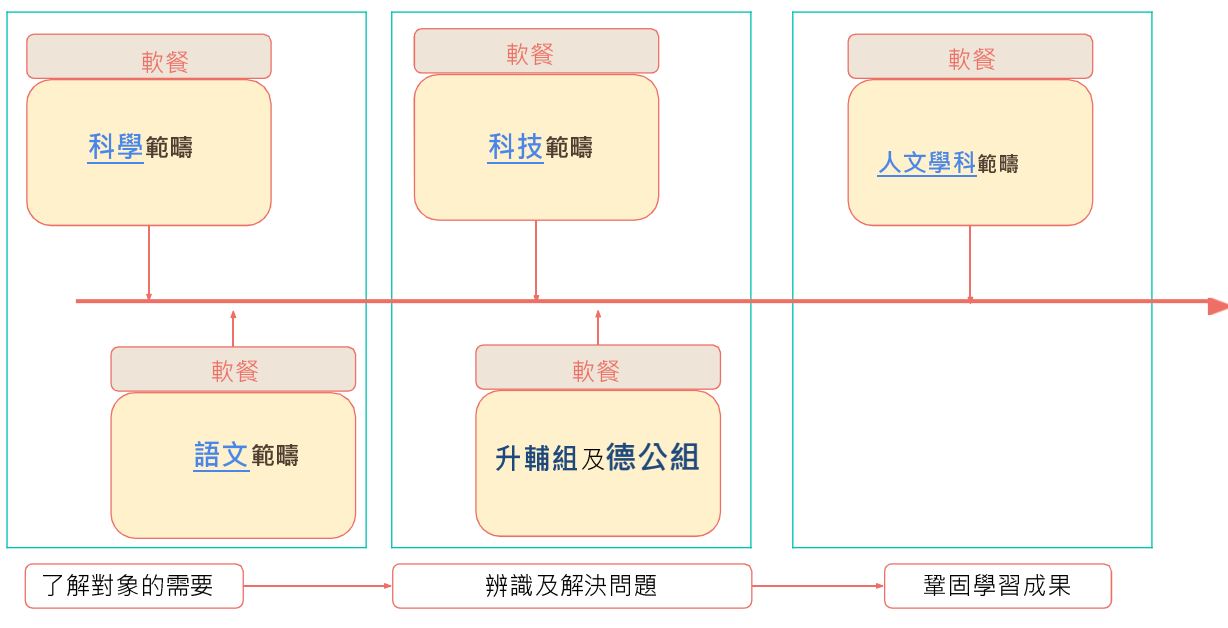 軟餐
科學範疇
軟餐
科技範疇
軟餐
人文學科範疇
軟餐
語文範疇
軟餐
升輔組及德公組
了解對象的需要
辨識及解決問題
鞏固學習成果